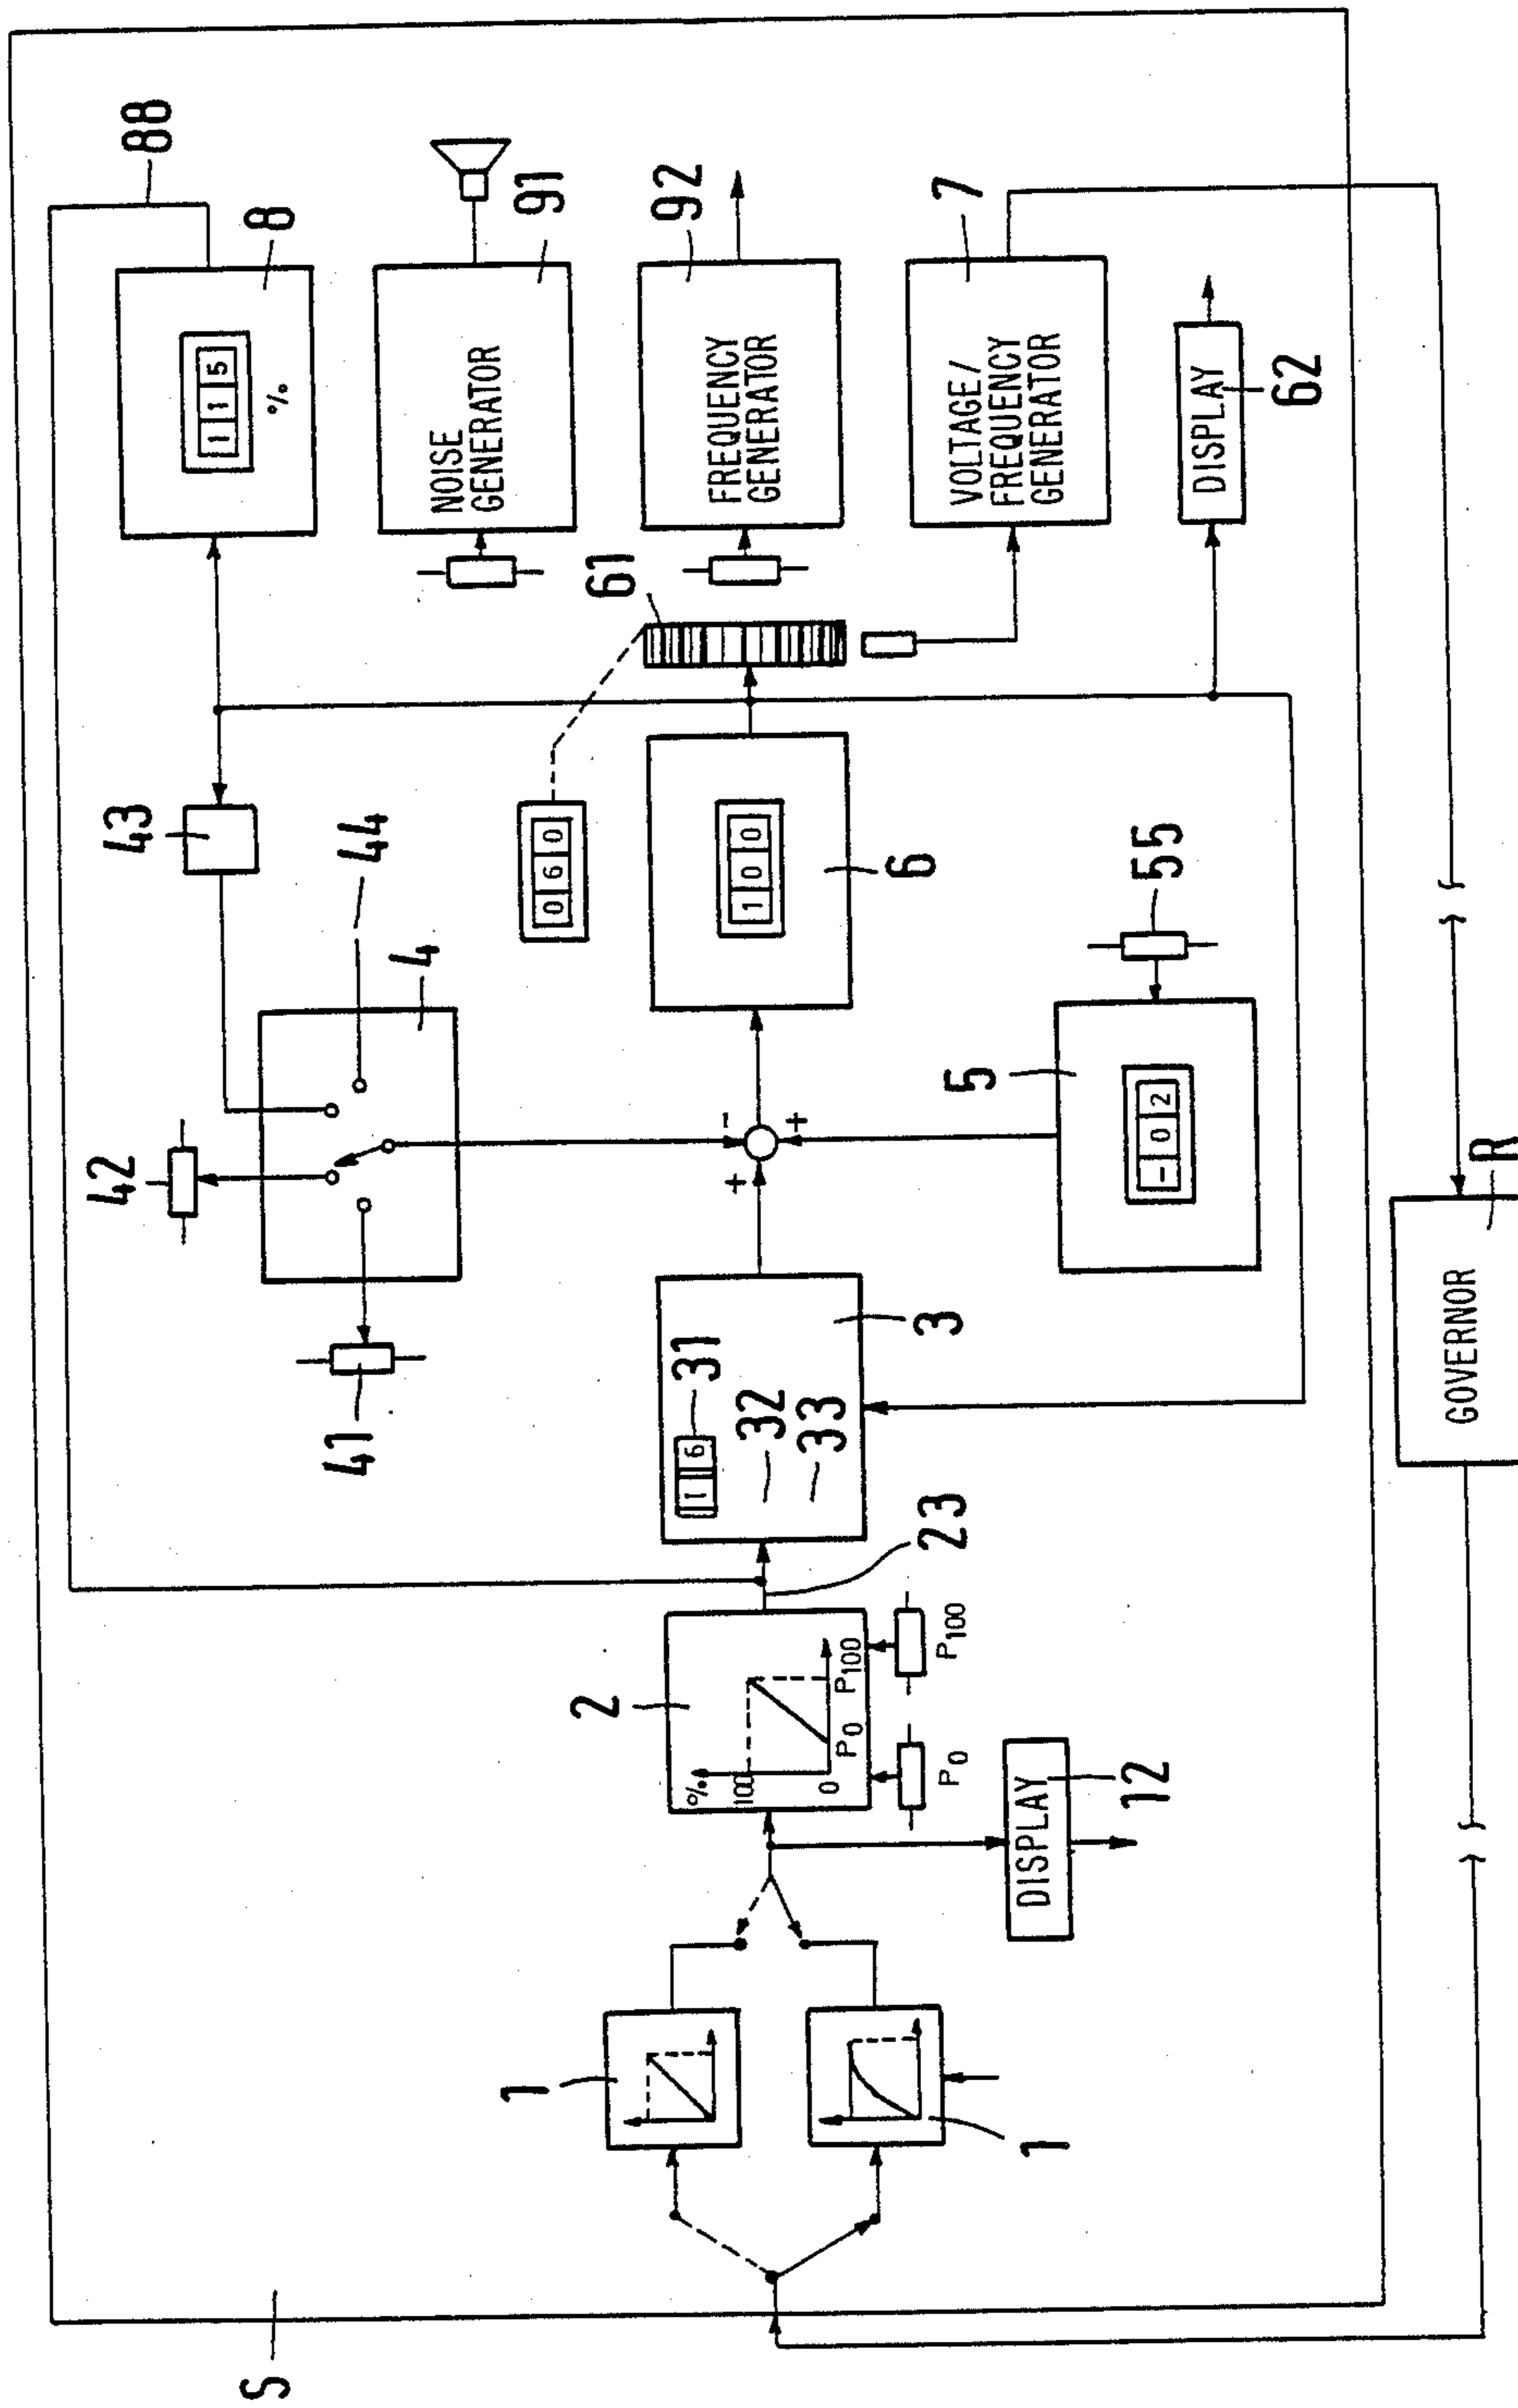 S
1
1
DISPLAY
12
2
%
100
0
P0
P100
P0
P100
23
3
1 6
31
32
33
41
42
4
44
43
- 0 2
5
55
0 6 0
1 0 0
6
61
1 1 5
%
8
88
NOISE
GENERATOR
91
FREQUENCY
GENERATOR
92
VOLTAGE/
FREQUENCY
GENERATOR
7
DISPLAY
62
+
-
+
GOVERNOR
R